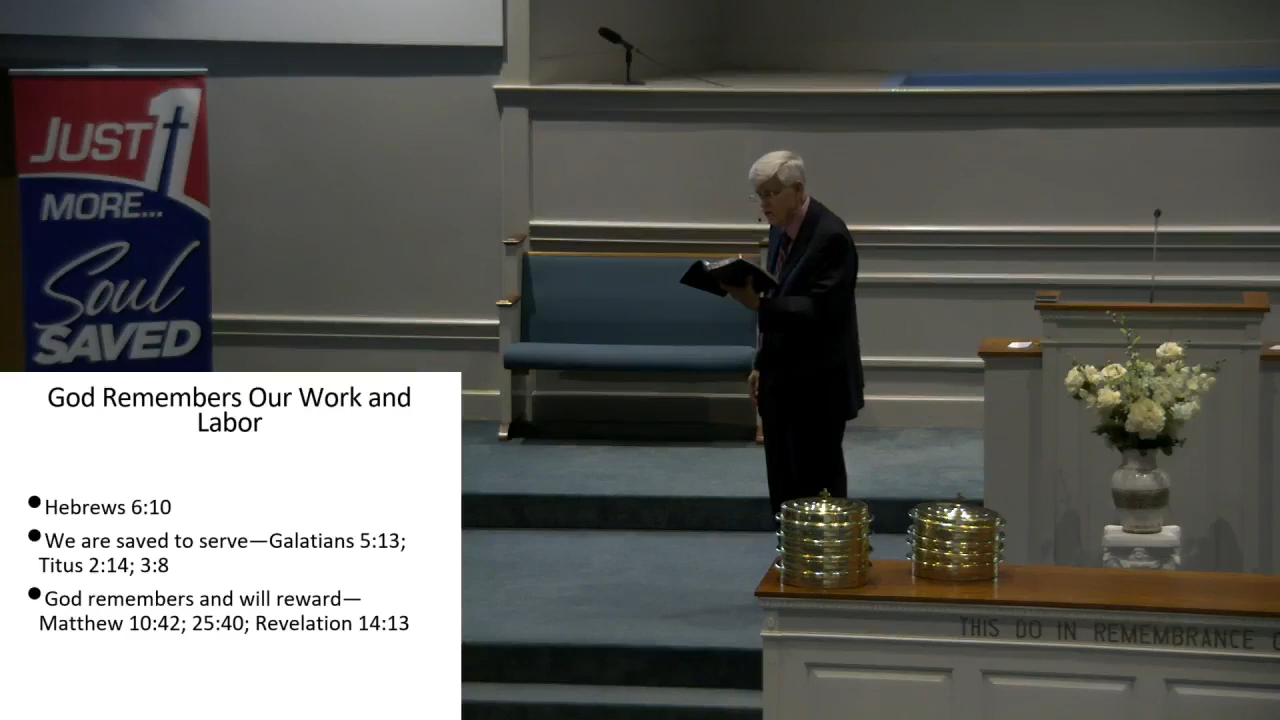 JUST 1
MORE...
Soul
SAVED
God Remembers Our Work and
Labor
●Hebrews 6:10
●We are saved to serve—Galatians 5:13;
Titus 2:14; 3:8
●God remembers and will reward—
Matthew 10:42; 25:40; Revelation 14:13
THIS DO IN REMEMBRANCE